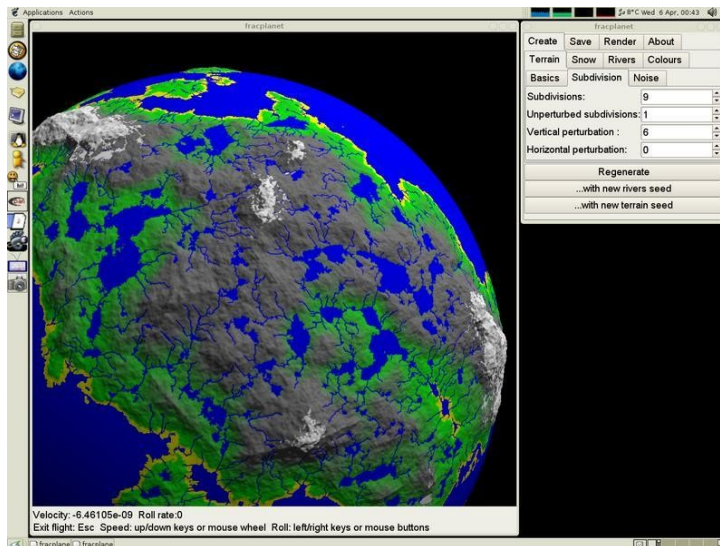 Applications Actions
8°C Wed 6 Apr, 00:43
fracplanet
fracplanet
Create Save Render About
Terrain Snow Rivers Colours
Basics Subdivision Noise
Subdivisions: 9
Unperturbed subdivisions: 1
Vertical perturbation : 6
Horizontal perturbation: 0
Regenerate
...with new rivers seed
...with new terrain seed
Velocity: -6.46105e-09 Roll rate:0
Exit flight: Esc Speed: up/down keys or mouse wheel Roll: left/right keys or mouse buttons
fracplane fracplane